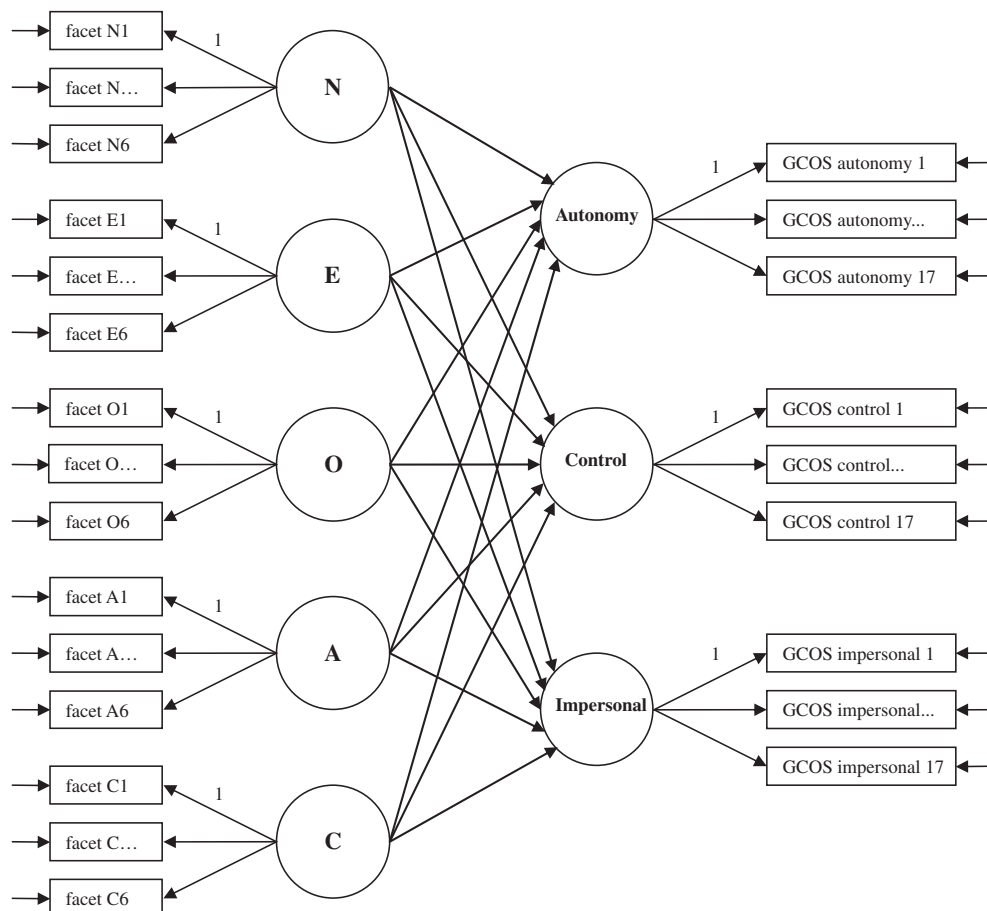 facet N1
1
facet N…
N
facet N6
facet E1
1
facet E…
E
facet E6
facet O1
1
facet O…
O
facet O6
facet A1
1
facet A…
A
facet A6
facet C1
1
facet C…
C
facet C6
Autonomy
1
GCOS autonomy 1
GCOS autonomy...
GCOS autonomy 17
Control
1
GCOS control 1
GCOS control...
GCOS control 17
Impersonal
1
GCOS impersonal 1
GCOS impersonal...
GCOS impersonal 17